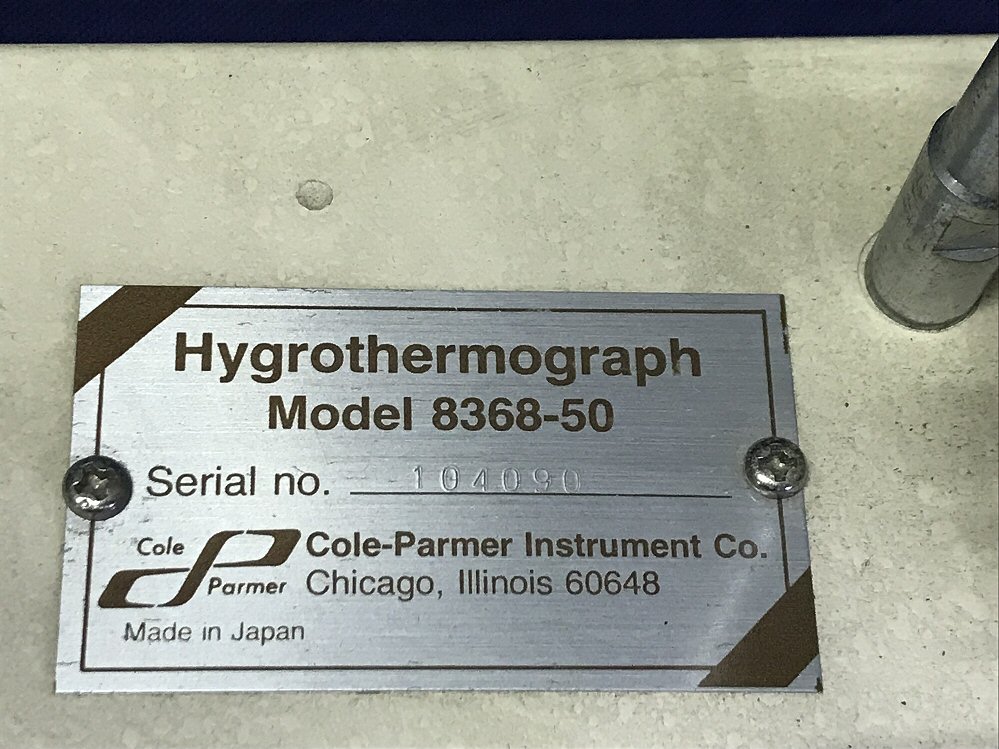 Hygrothermograph
Model 8368-50
Serial no. 104090
Cole
Parmer
Cole-Parmer Instrument Co.
Chicago, Illinois 60648
Made in Japan